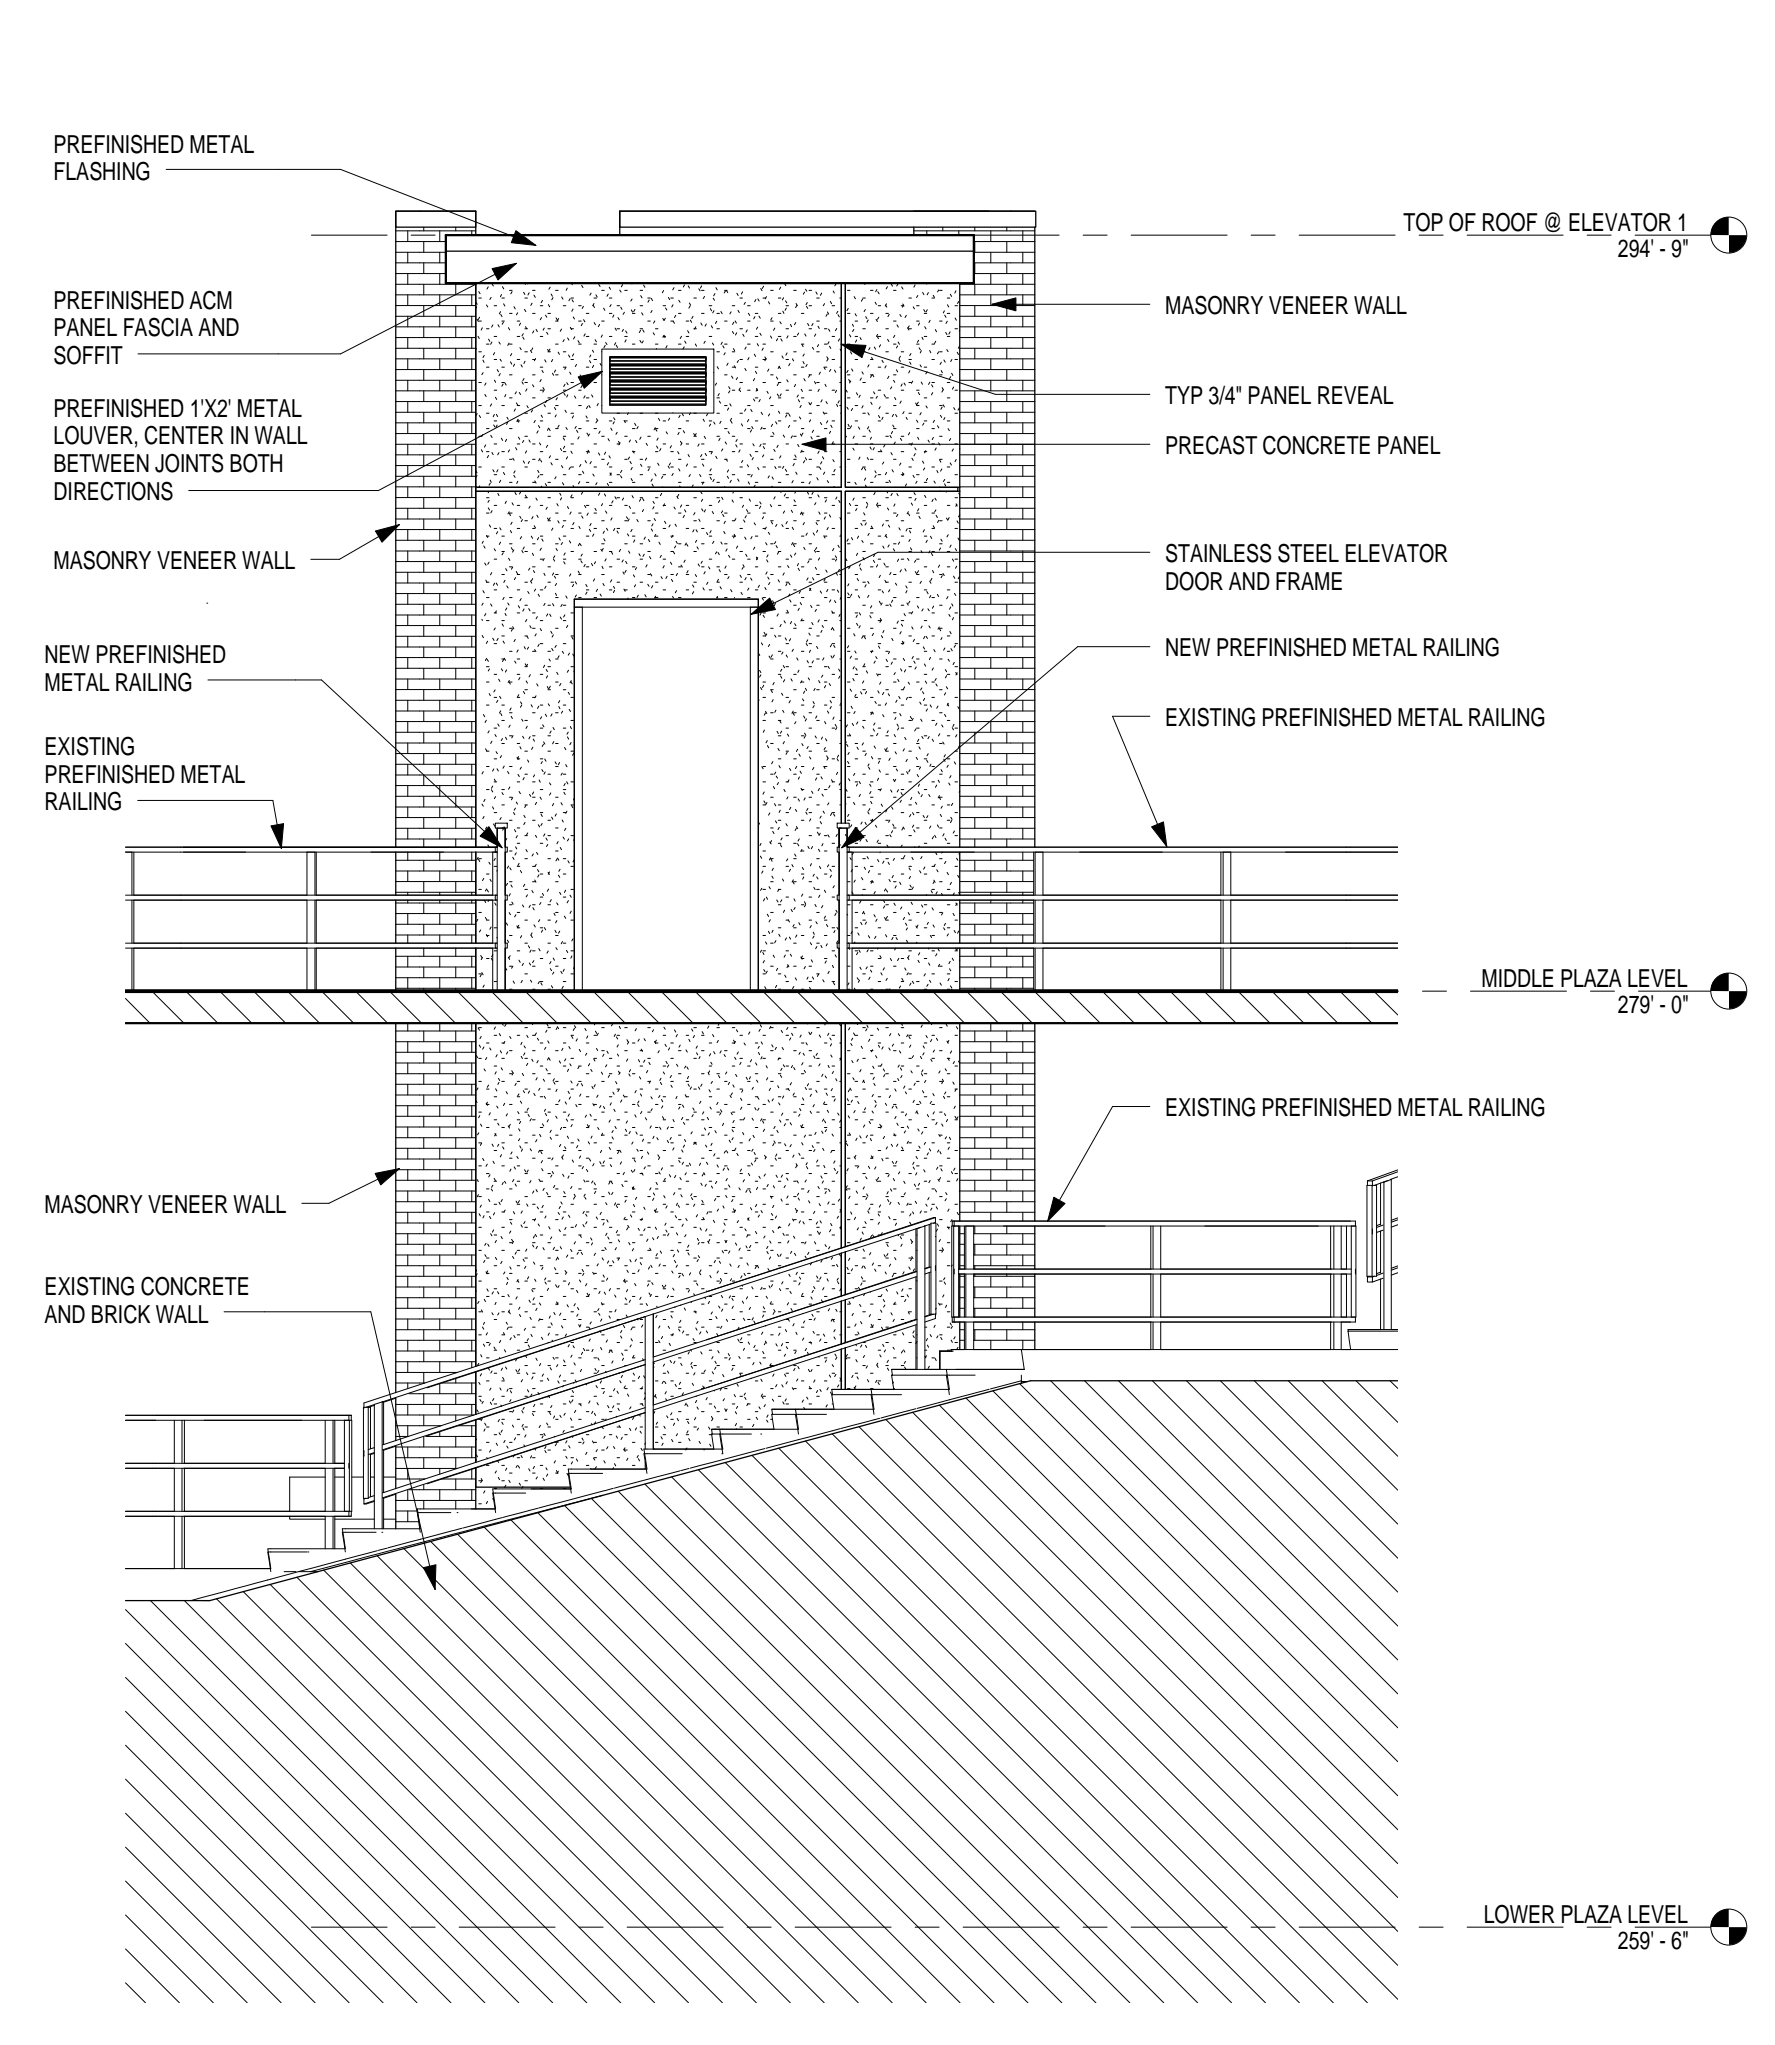 PREFINISHED METAL
FLASHING
TOP OF ROOF @ ELEVATOR 1
294' - 9"
PREFINISHED ACM
PANEL FASCIA AND
SOFFIT
MASONRY VENEER WALL
PREFINISHED 1'X2' METAL
LOUVER, CENTER IN WALL
BETWEEN JOINTS BOTH
DIRECTIONS
TYP 3/4" PANEL REVEAL
PRECAST CONCRETE PANEL
MASONRY VENEER WALL
STAINLESS STEEL ELEVATOR
DOOR AND FRAME
NEW PREFINISHED
METAL RAILING
NEW PREFINISHED METAL RAILING
EXISTING PREFINISHED METAL RAILING
EXISTING
PREFINISHED METAL
RAILING
MIDDLE PLAZA LEVEL
279' - 0"
EXISTING PREFINISHED METAL RAILING
MASONRY VENEER WALL
EXISTING CONCRETE
AND BRICK WALL
LOWER PLAZA LEVEL
259' - 6"